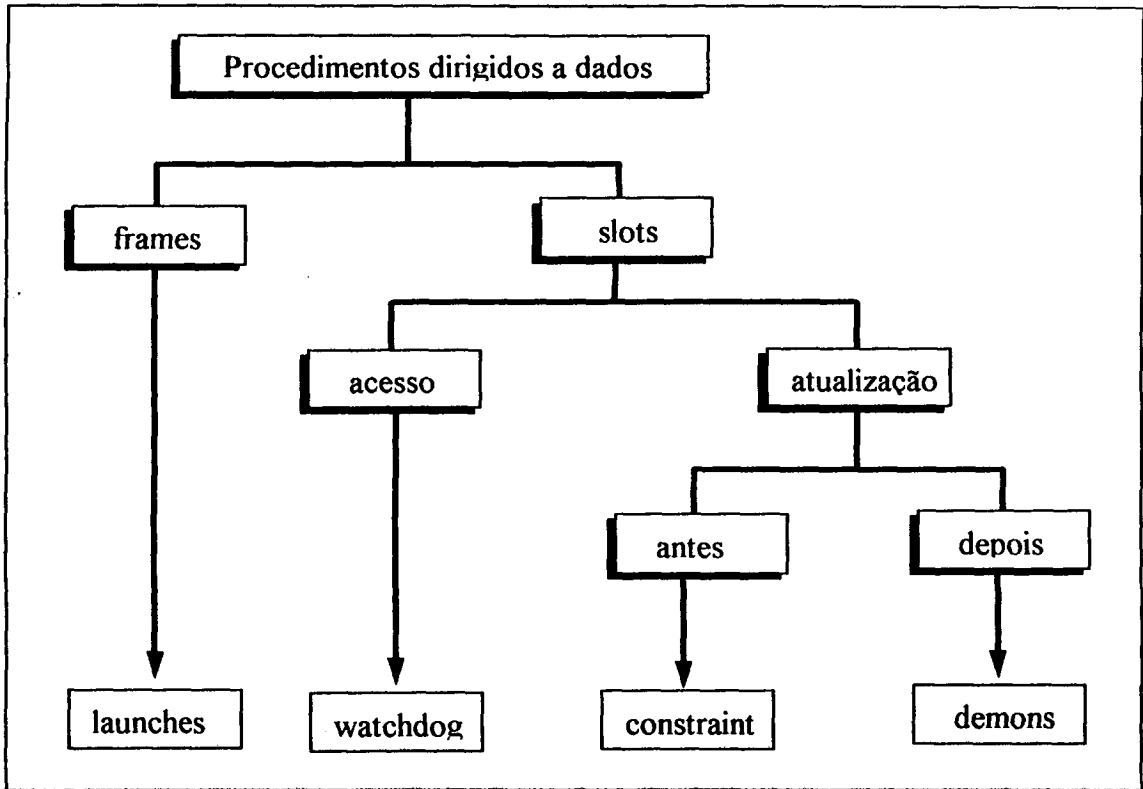 Procedimentos dirigidos a dados
frames
slots
acesso
atualização
antes
depois
launches
watchdog
constraint
demons